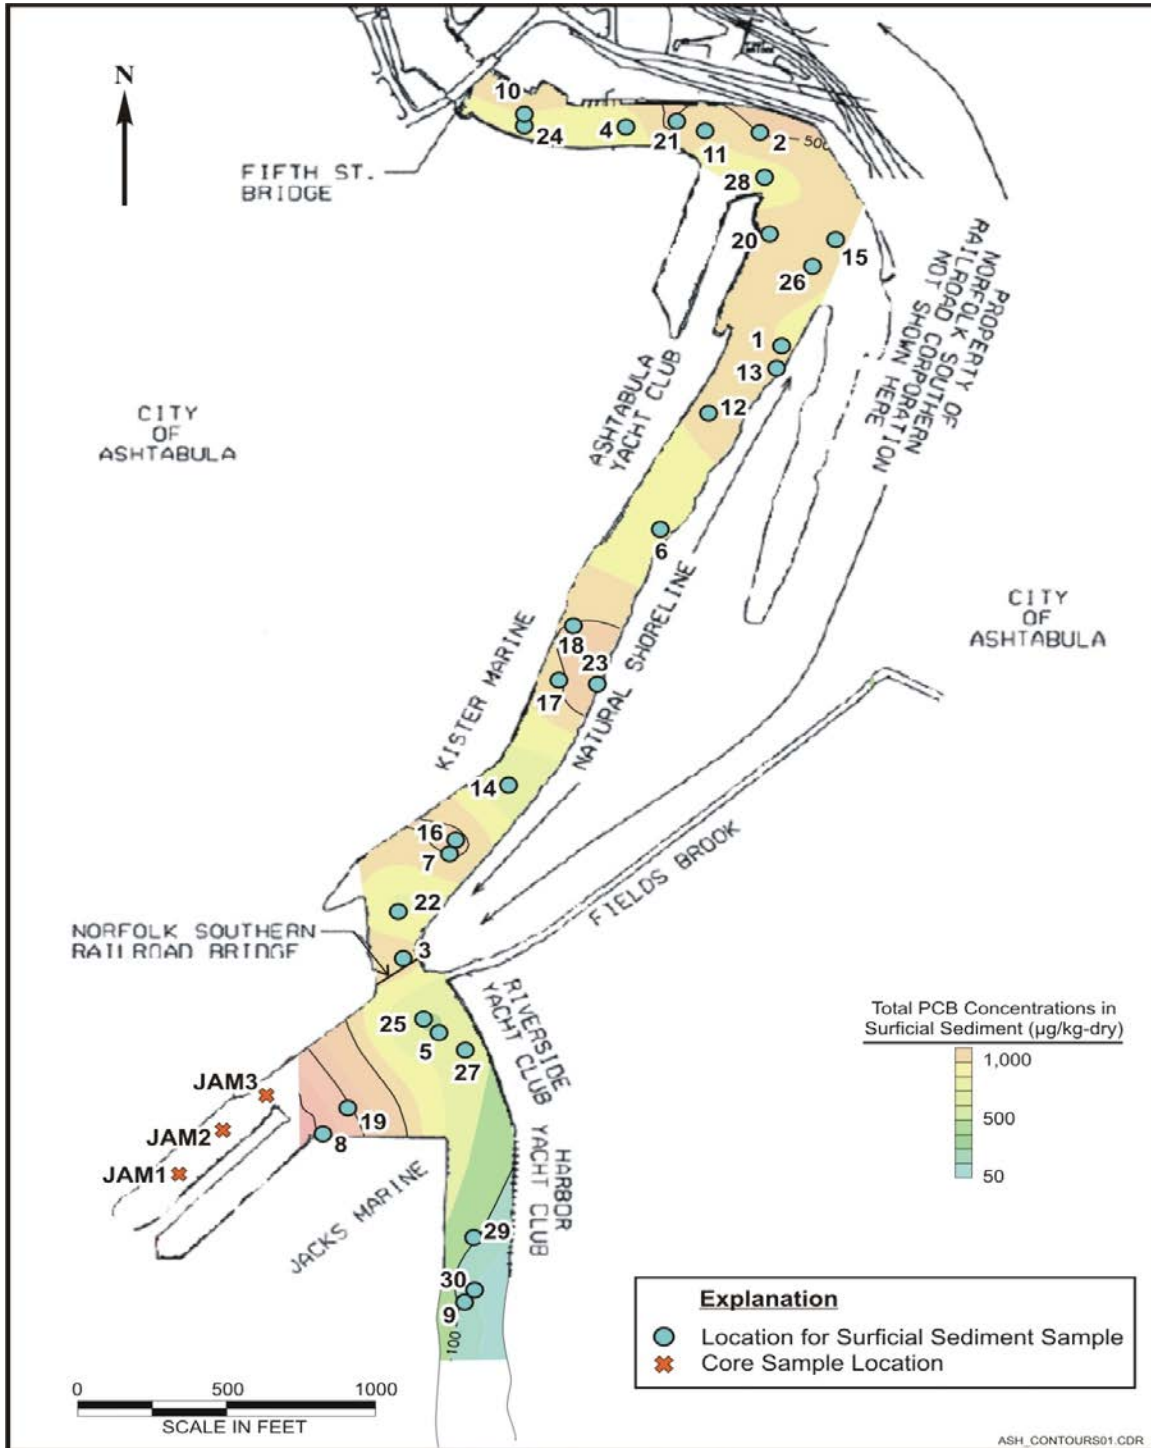 N
10
24
4
21
11
2
500
FIFTH ST.
BRIDGE
28
20
15
26
PROPERTY OF
NORFOLK SOUTHERN
RAILROAD CORPORATION
NOT SHOWN HERE
1
13
12
ASHTABULA
YACHT CLUB
CITY
OF
ASHTABULA
6
CITY
OF
ASHTABULA
NATURAL SHORELINE
18
23
17
KISTER MARINE
14
16
7
FIELDS BROOK
22
NORFOLK SOUTHERN
RAILROAD BRIDGE
3
RIVERSIDE
YACHT CLUB
25
5
27
Total PCB Concentrations in
Surficial Sediment (µg/kg-dry)
1,000
500
50
JAM3
JAM2
JAM1
19
8
JACKS MARINE
HARBOR
YACHT CLUB
29
30
9
100
Explanation
Location for Surficial Sediment Sample
Core Sample Location
0 500 1000
SCALE IN FEET
ASH_CONTOURS01.CDR